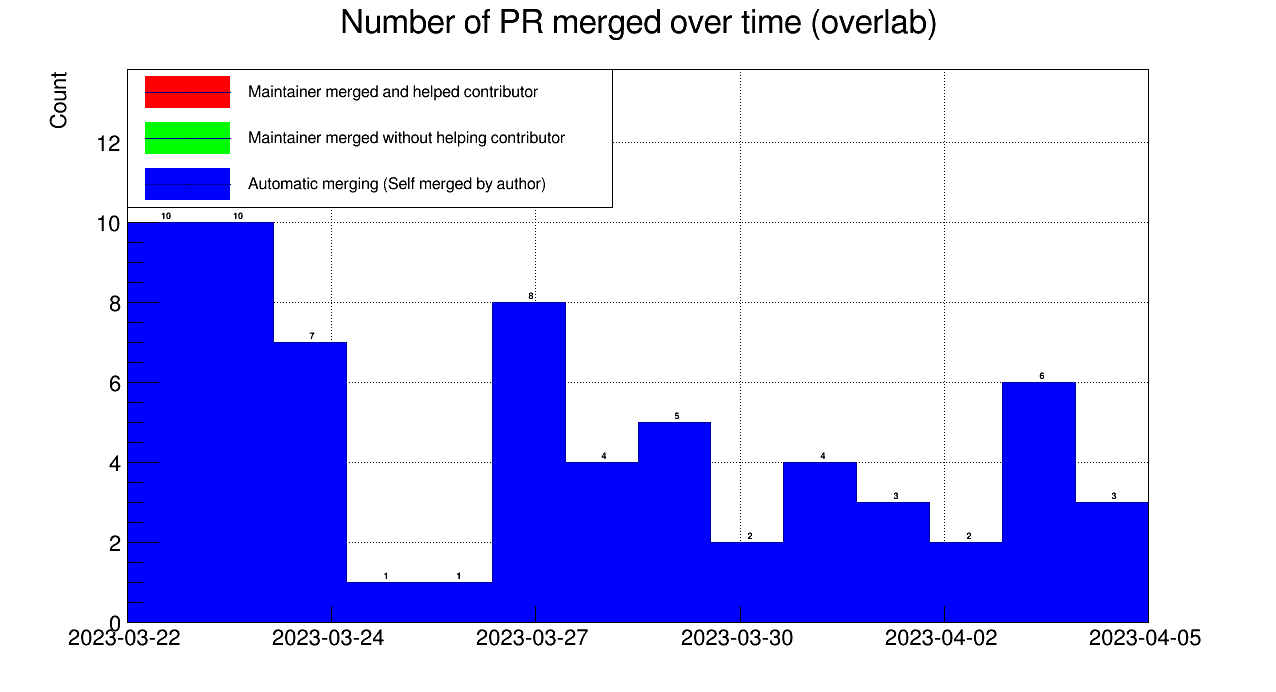 Number of PR merged over time (overlab)
Count
Maintainer merged and helped contributor
Maintainer merged without helping contributor
Automatic merging (Self merged by author)
12
10
8
6
4
2
0
10 10 7 1 1 8 4 5 2 4 3 2 6 3
2023-03-22 2023-03-24 2023-03-27 2023-03-30 2023-04-02 2023-04-05